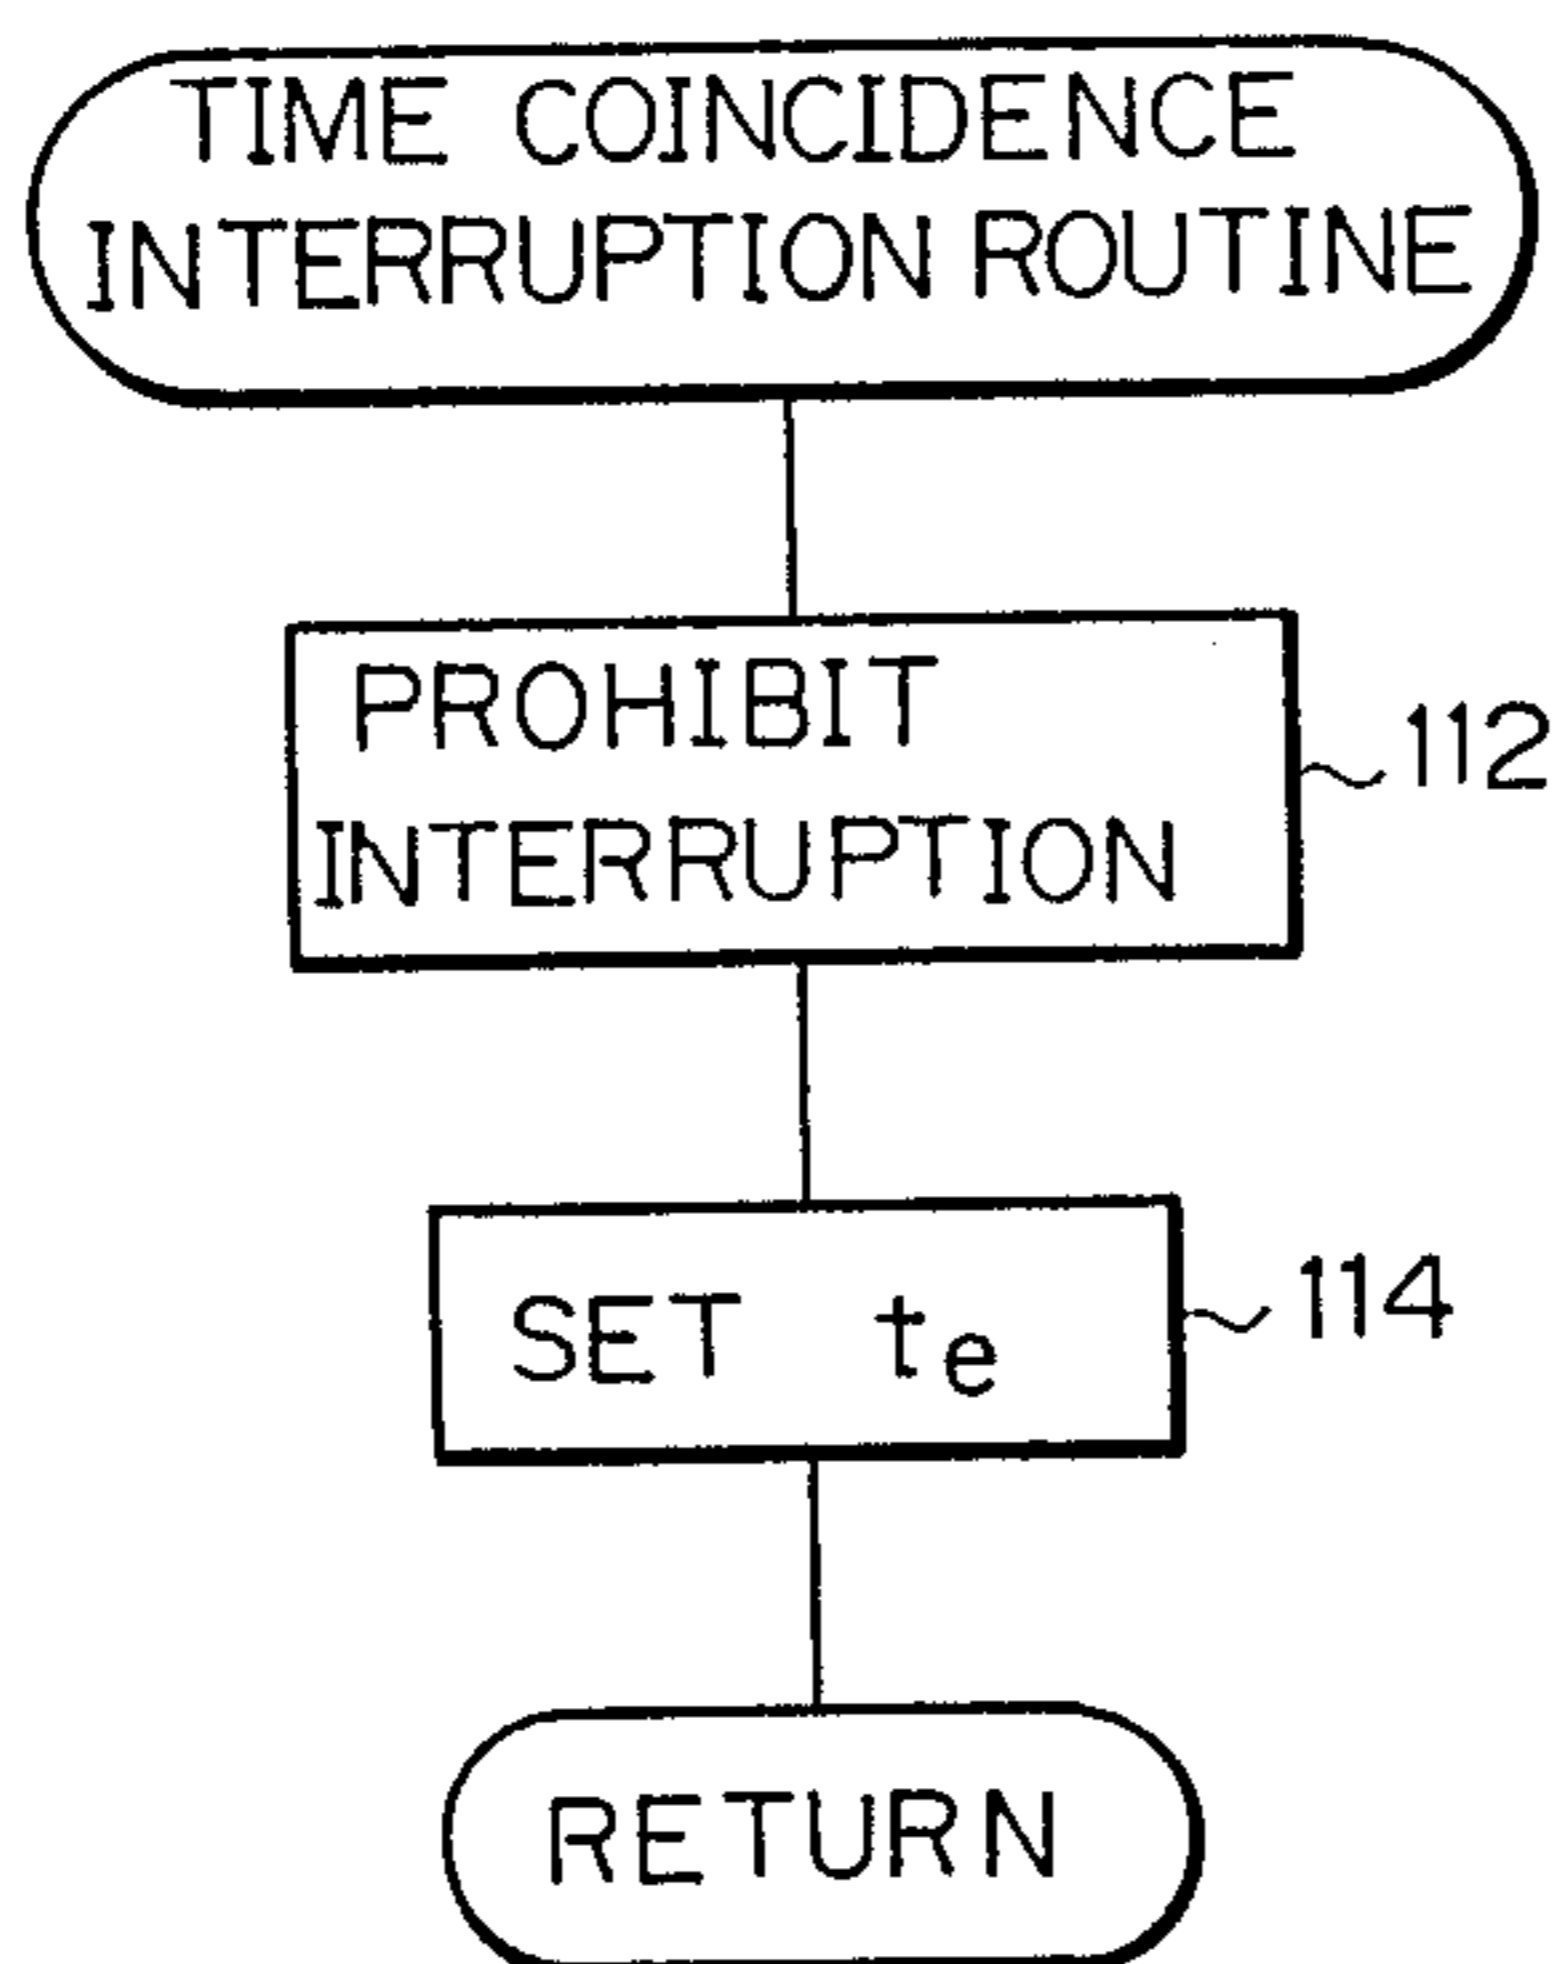 TIME COINCIDENCE
INTERRUPTION ROUTINE
PROHIBIT
INTERRUPTION
112
SET te
114
RETURN